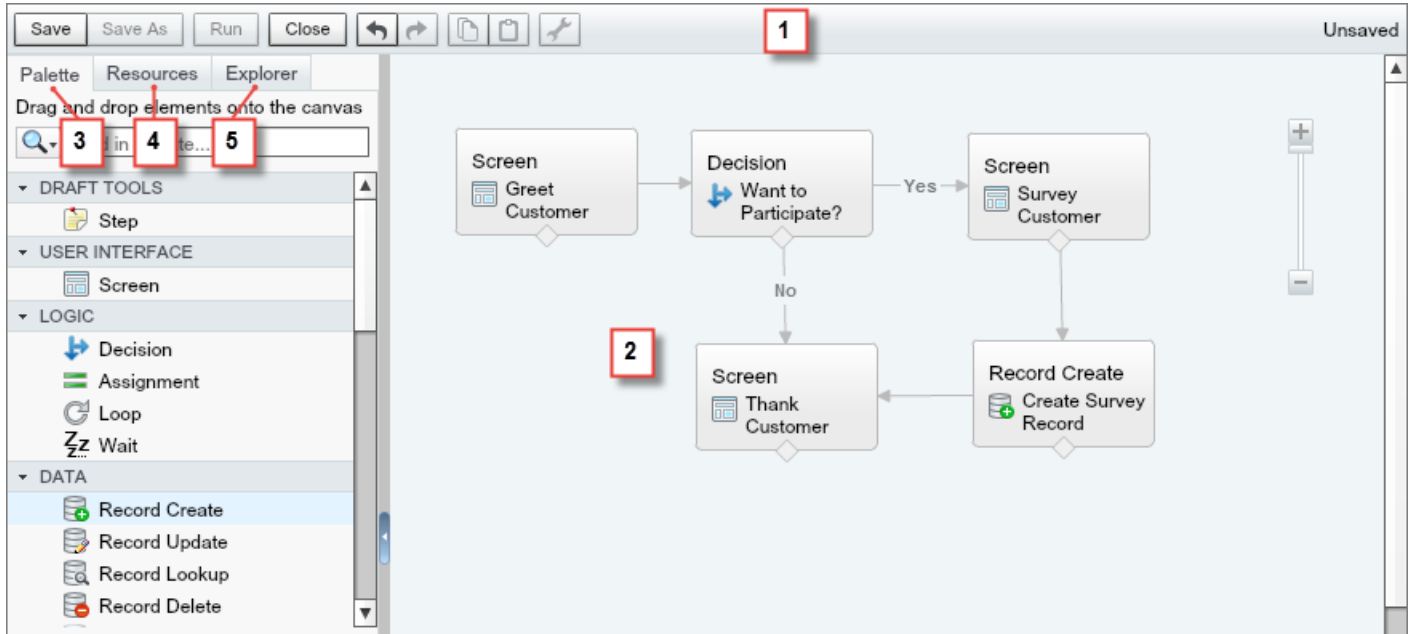 Save Save As Run Close 1 Unsaved
Palette Resources Explorer
Drag and drop elements onto the canvas
3 in 4 te... 5
DRAFT TOOLS
Step
USER INTERFACE
Screen
LOGIC
Decision
Assignment
Loop
Wait
DATA
Record Create
Record Update
Record Lookup
Record Delete
Screen
Greet
Customer
Decision
Want to
Participate?
Yes
Screen
Survey
Customer
No
2
Screen
Thank
Customer
Record Create
Create Survey
Record